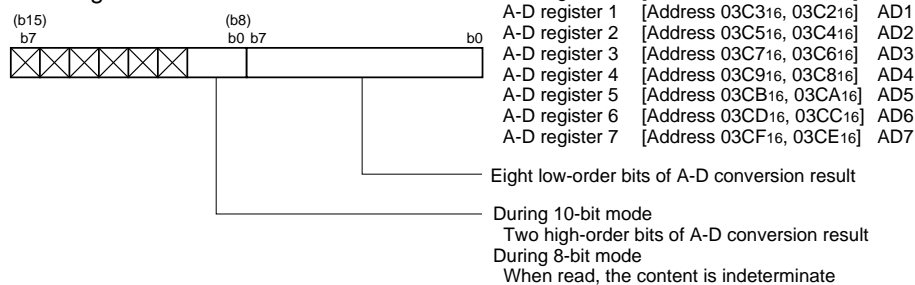 (b15) (b8)
b7 b0 b7 b0
A-D register 1 [Address 03C316, 03C216] AD1
A-D register 2 [Address 03C516, 03C416] AD2
A-D register 3 [Address 03C716, 03C616] AD3
A-D register 4 [Address 03C916, 03C816] AD4
A-D register 5 [Address 03CB16, 03CA16] AD5
A-D register 6 [Address 03CD16, 03CC16] AD6
A-D register 7 [Address 03CF16, 03CE16] AD7
Eight low-order bits of A-D conversion result
During 10-bit mode
Two high-order bits of A-D conversion result
During 8-bit mode
When read, the content is indeterminate